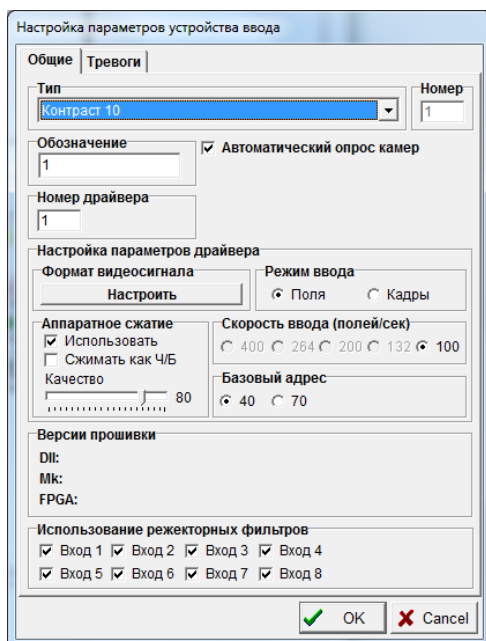 Настройка параметров устройства ввода
Общие Тревоги
Тип Номер
Контраст 10 1
Обозначение
1 Автоматический опрос камер
Номер драйвера
1
Настройка параметров драйвера
Формат видеосигнала Режим ввода
Настроить Поля Кадры
Аппаратное сжатие Скорость ввода (полей/сек)
Использовать 400 264 200 132 100
Сжимать как Ч/Б
Качество Базовый адрес
80 40 70
Версии прошивки
Dll:
Mk:
FPGA:
Использование режекторных фильтров
Вход 1 Вход 2 Вход 3 Вход 4
Вход 5 Вход 6 Вход 7 Вход 8
OK Cancel